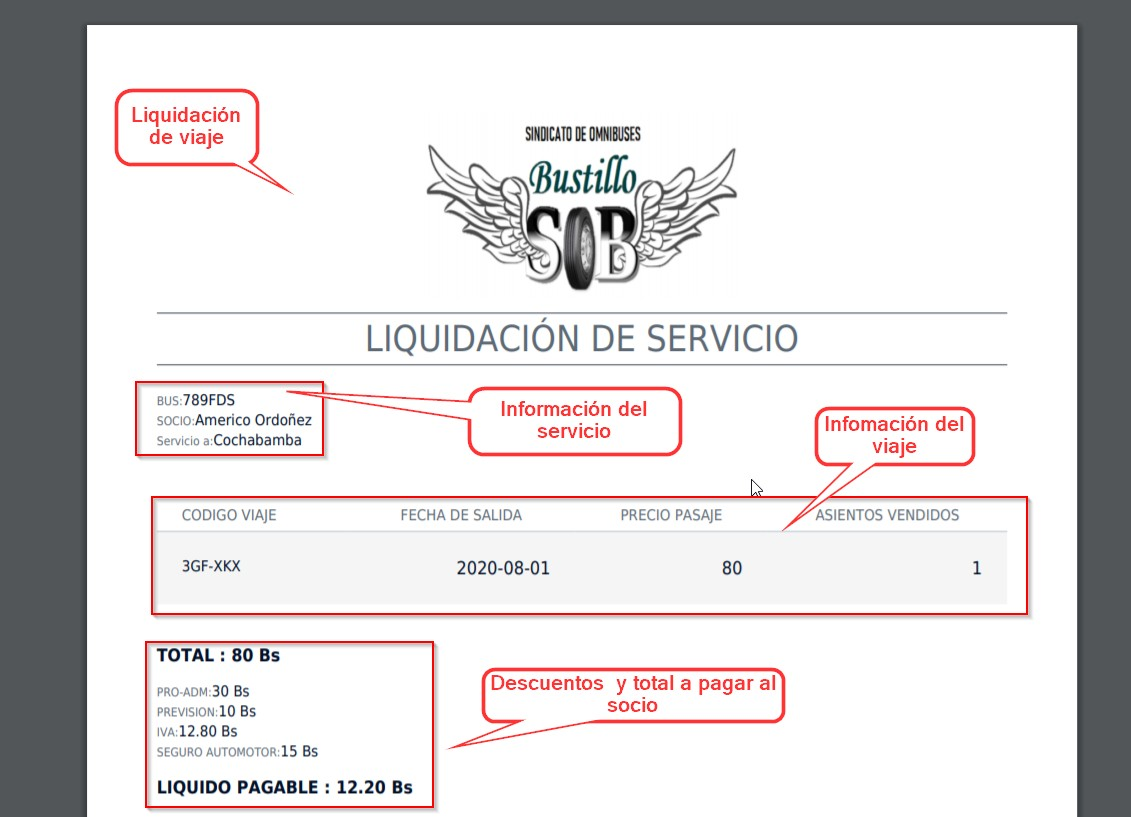 Liquidación
de viaje
SINDICATO DE OMNIBUSES
Bustillo
SOB
LIQUIDACIÓN DE SERVICIO
BUS:789FDS
SOCIO:Americo Ordoñez
Servicio a:Cochabamba
Información del
servicio
Infomación del
viaje
CODIGO VIAJE FECHA DE SALIDA PRECIO PASAJE ASIENTOS VENDIDOS
3GF-XKX 2020-08-01 80 1
TOTAL : 80 Bs
PRO-ADM:30 Bs
PREVISION:10 Bs
IVA:12.80 Bs
SEGURO AUTOMOTOR:15 Bs
LIQUIDO PAGABLE : 12.20 Bs
Descuentos y total a pagar al
socio